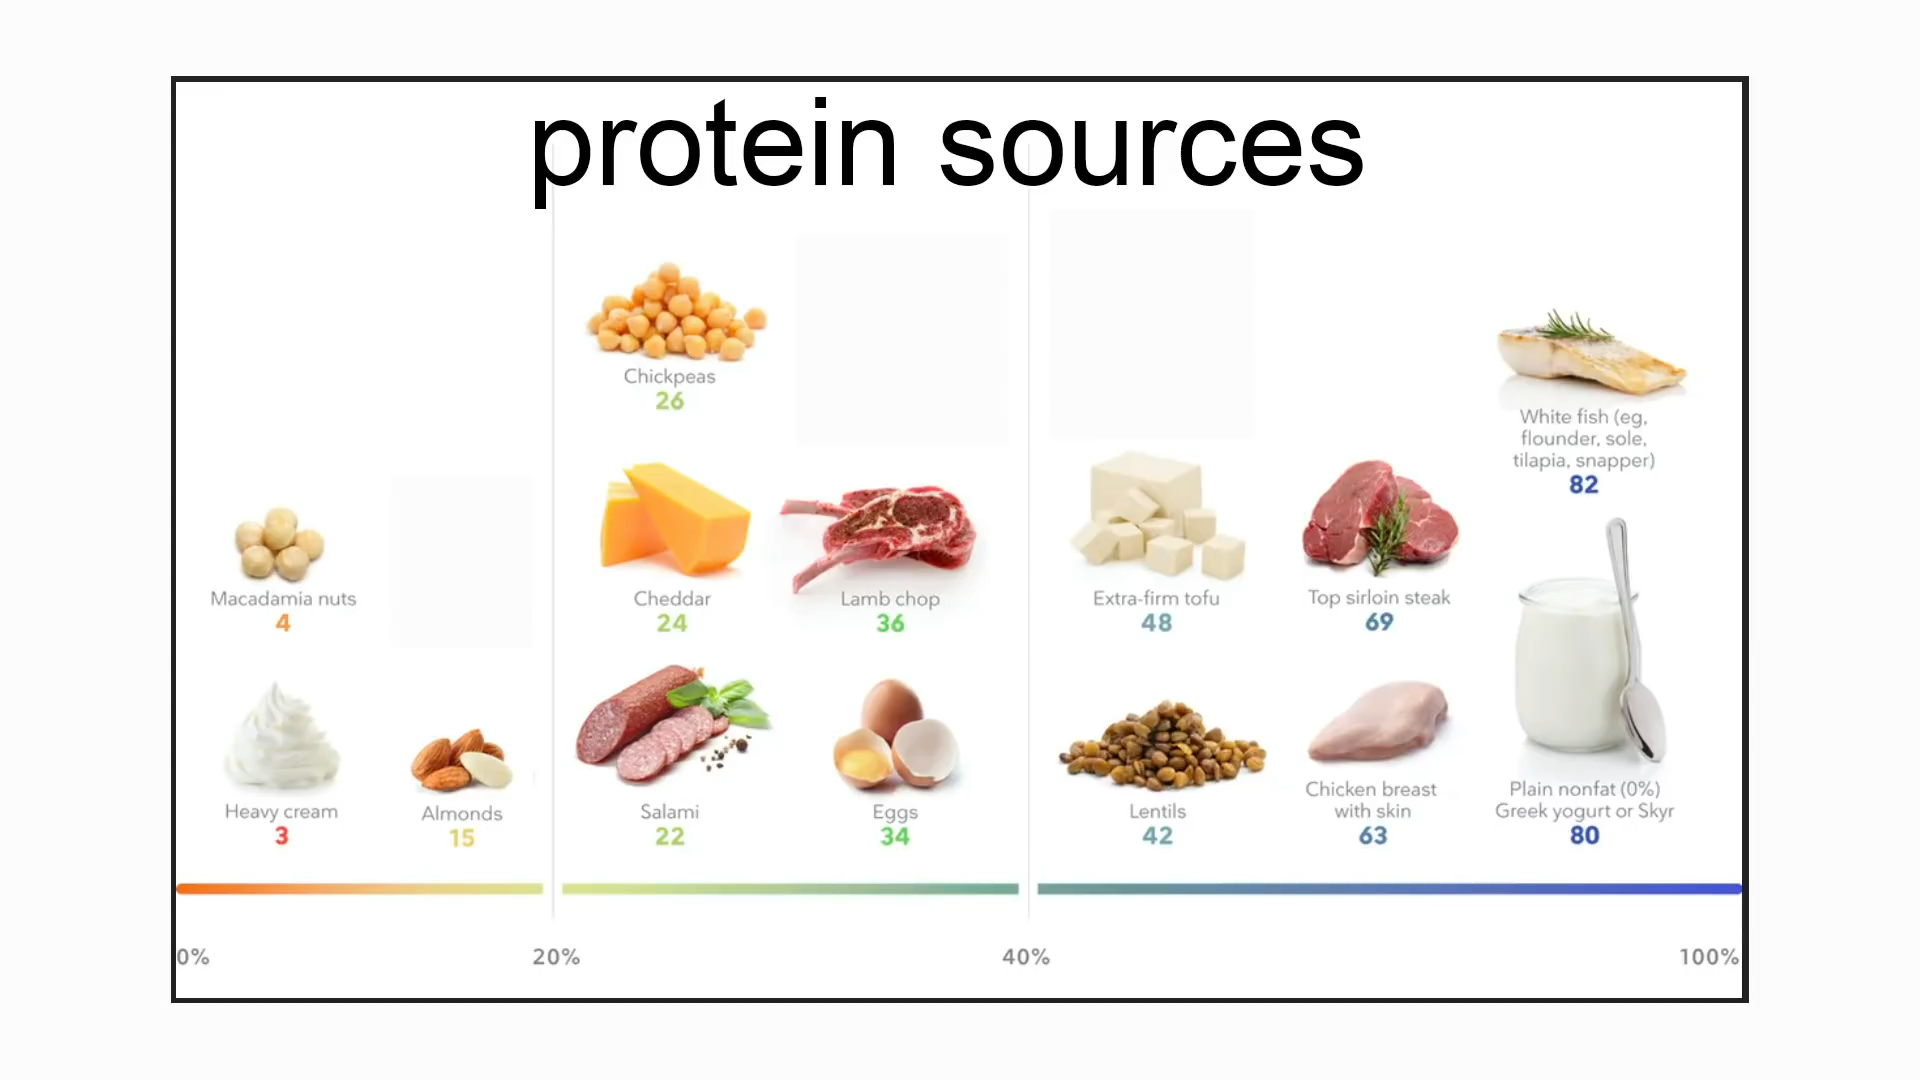 protein sources
Chickpeas
26
White fish (eg,
flounder, sole,
tilapia, snapper)
82
Macadamia nuts
4
Cheddar
24
Lamb chop
36
Extra-firm tofu
48
Top sirloin steak
69
Heavy cream
3
Almonds
15
Salami
22
Eggs
34
Lentils
42
Chicken breast
with skin
63
Plain nonfat (0%)
Greek yogurt or Skyr
80
0%
20%
40%
100%